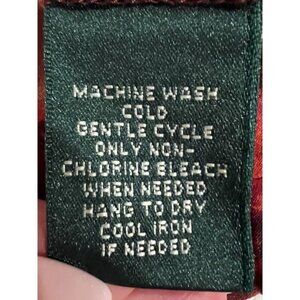 MACHINE WASH
COLD
GENTLE CYCLE
ONLY NON-
CHLORINE BLEACH
WHEN NEEDED
HANG TO DRY
COOL IRON
IF NEEDED